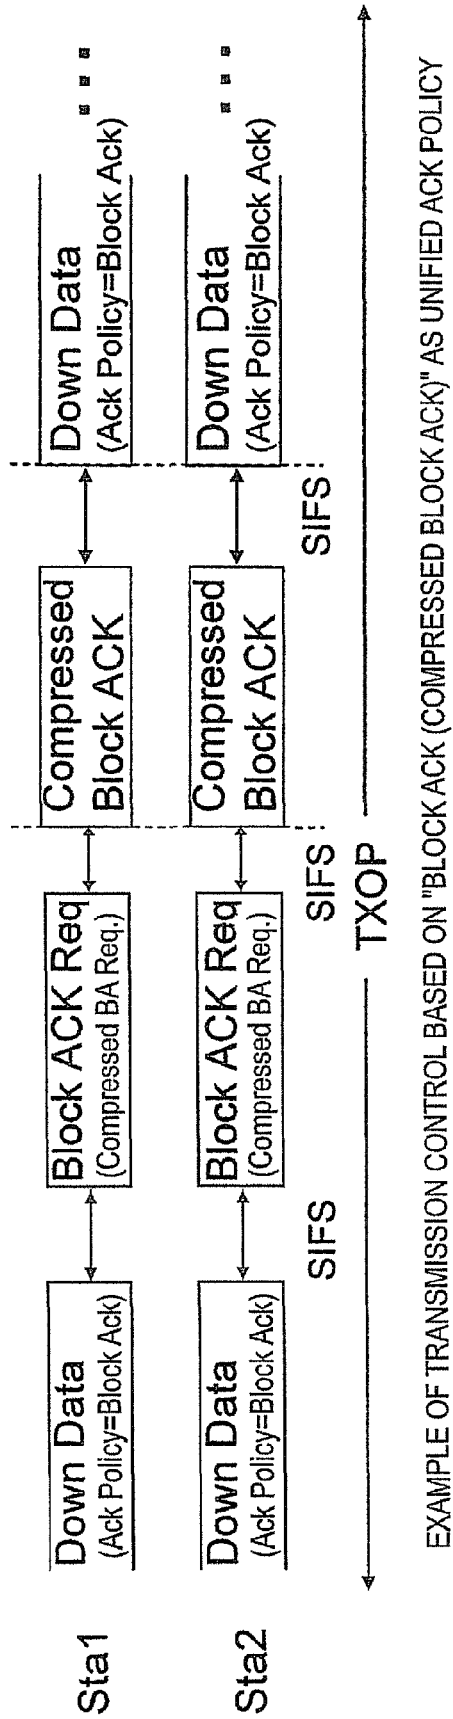 Sta1
Down Data
(Ack Policy=Block Ack)
Block ACK Req
(Compressed BA Req.)
Compressed
Block ACK
Down Data
(Ack Policy=Block Ack)
Sta2
Down Data
(Ack Policy=Block Ack)
Block ACK Req
(Compressed BA Req.)
Compressed
Block ACK
Down Data
(Ack Policy=Block Ack)
SIFS
SIFS
SIFS
TXOP
EXAMPLE OF TRANSMISSION CONTROL BASED ON "BLOCK ACK (COMPRESSED BLOCK ACK)" AS UNIFIED ACK POLICY